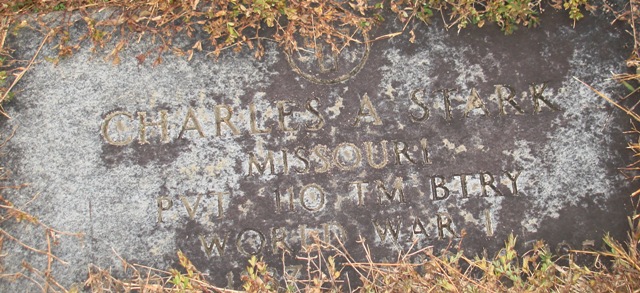 CHARLES A STARK
MISSOURI
PVT 110 TM BTRY
WORLD WAR I